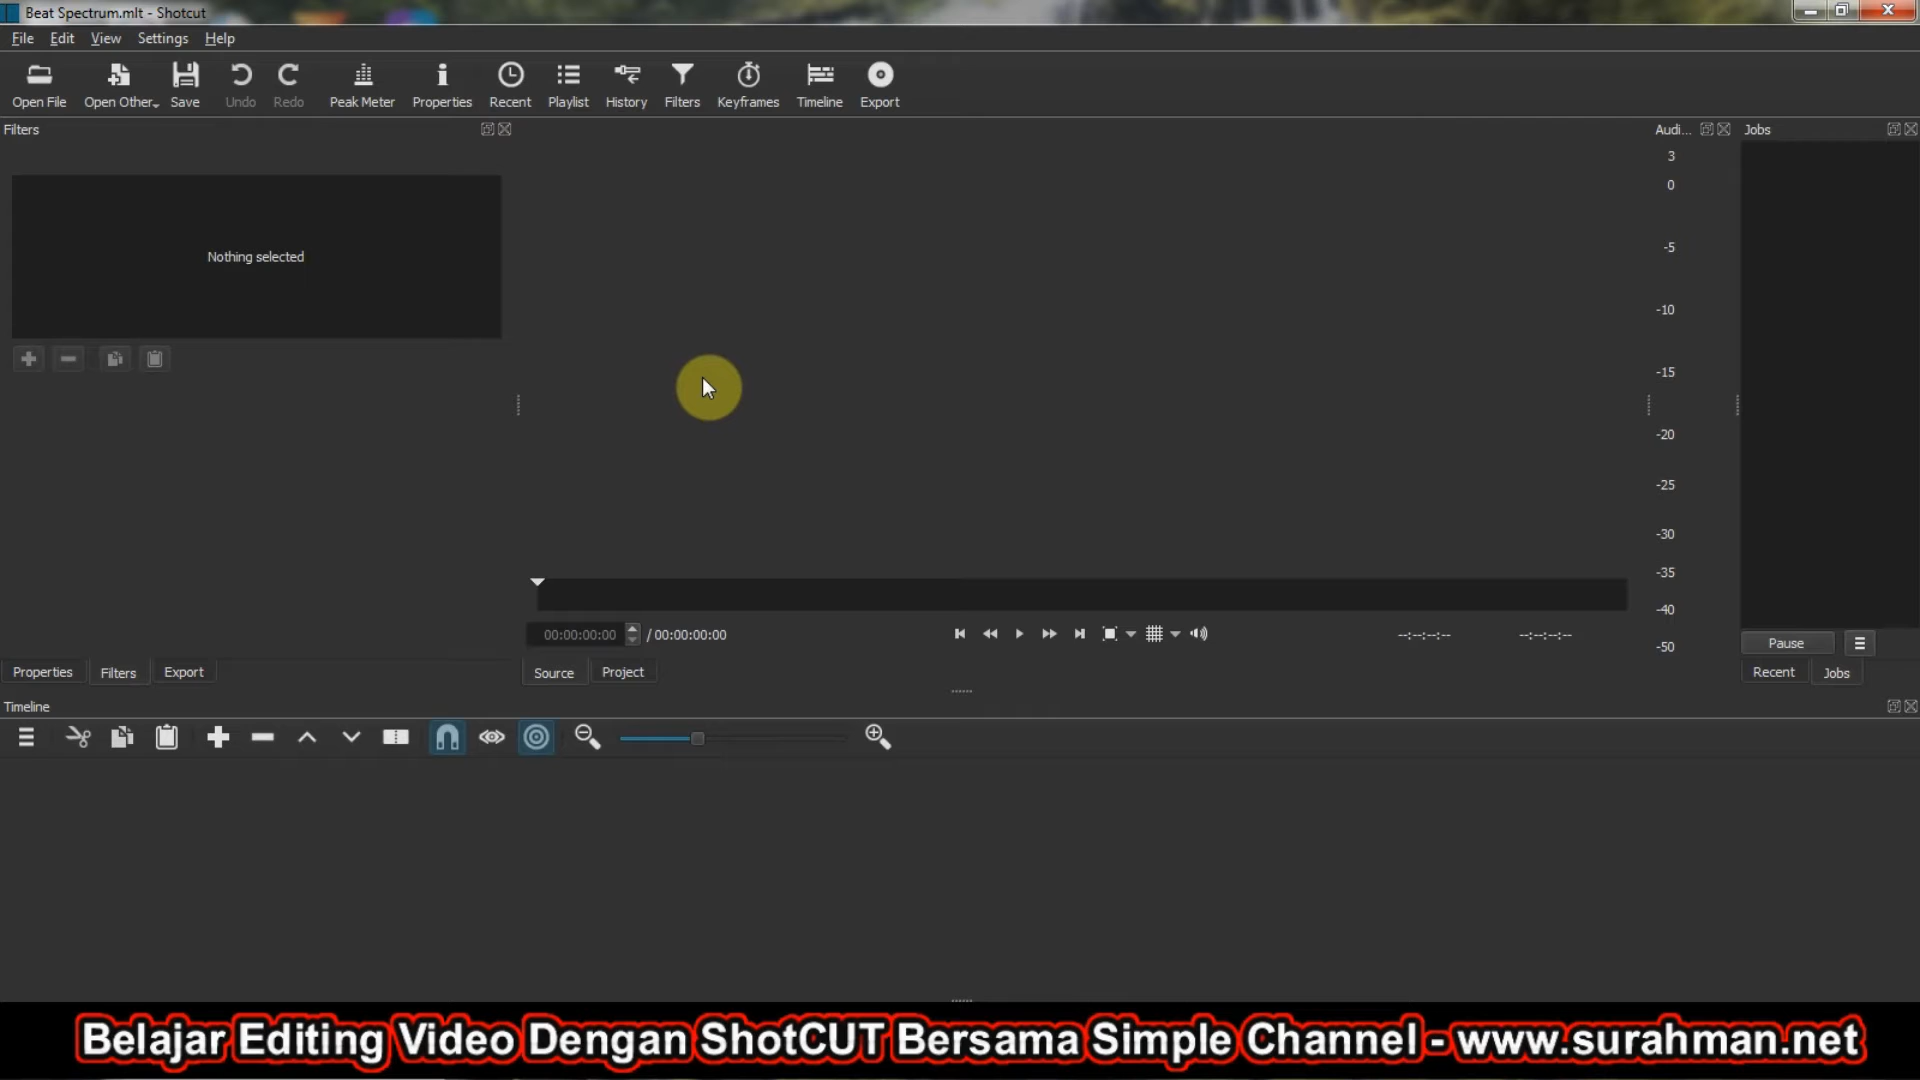 Beat Spectrum.mlt - Shotcut
File Edit View Settings Help
Open File Open Other... Save Undo Redo Peak Meter Properties Recent Playlist History Filters Keyframes Timeline Export
Filters
Audi... Jobs
3
0
-5
-10
-15
-20
-25
-30
-35
-40
-50
Nothing selected
00:00:00:00 / 00:00:00:00 --:--:--:-- --:--:--:--
Pause
Properties Filters Export
Source Project
Recent Jobs
Timeline
Belajar Editing Video Dengan ShotCUT Bersama Simple Channel - www.surahman.net